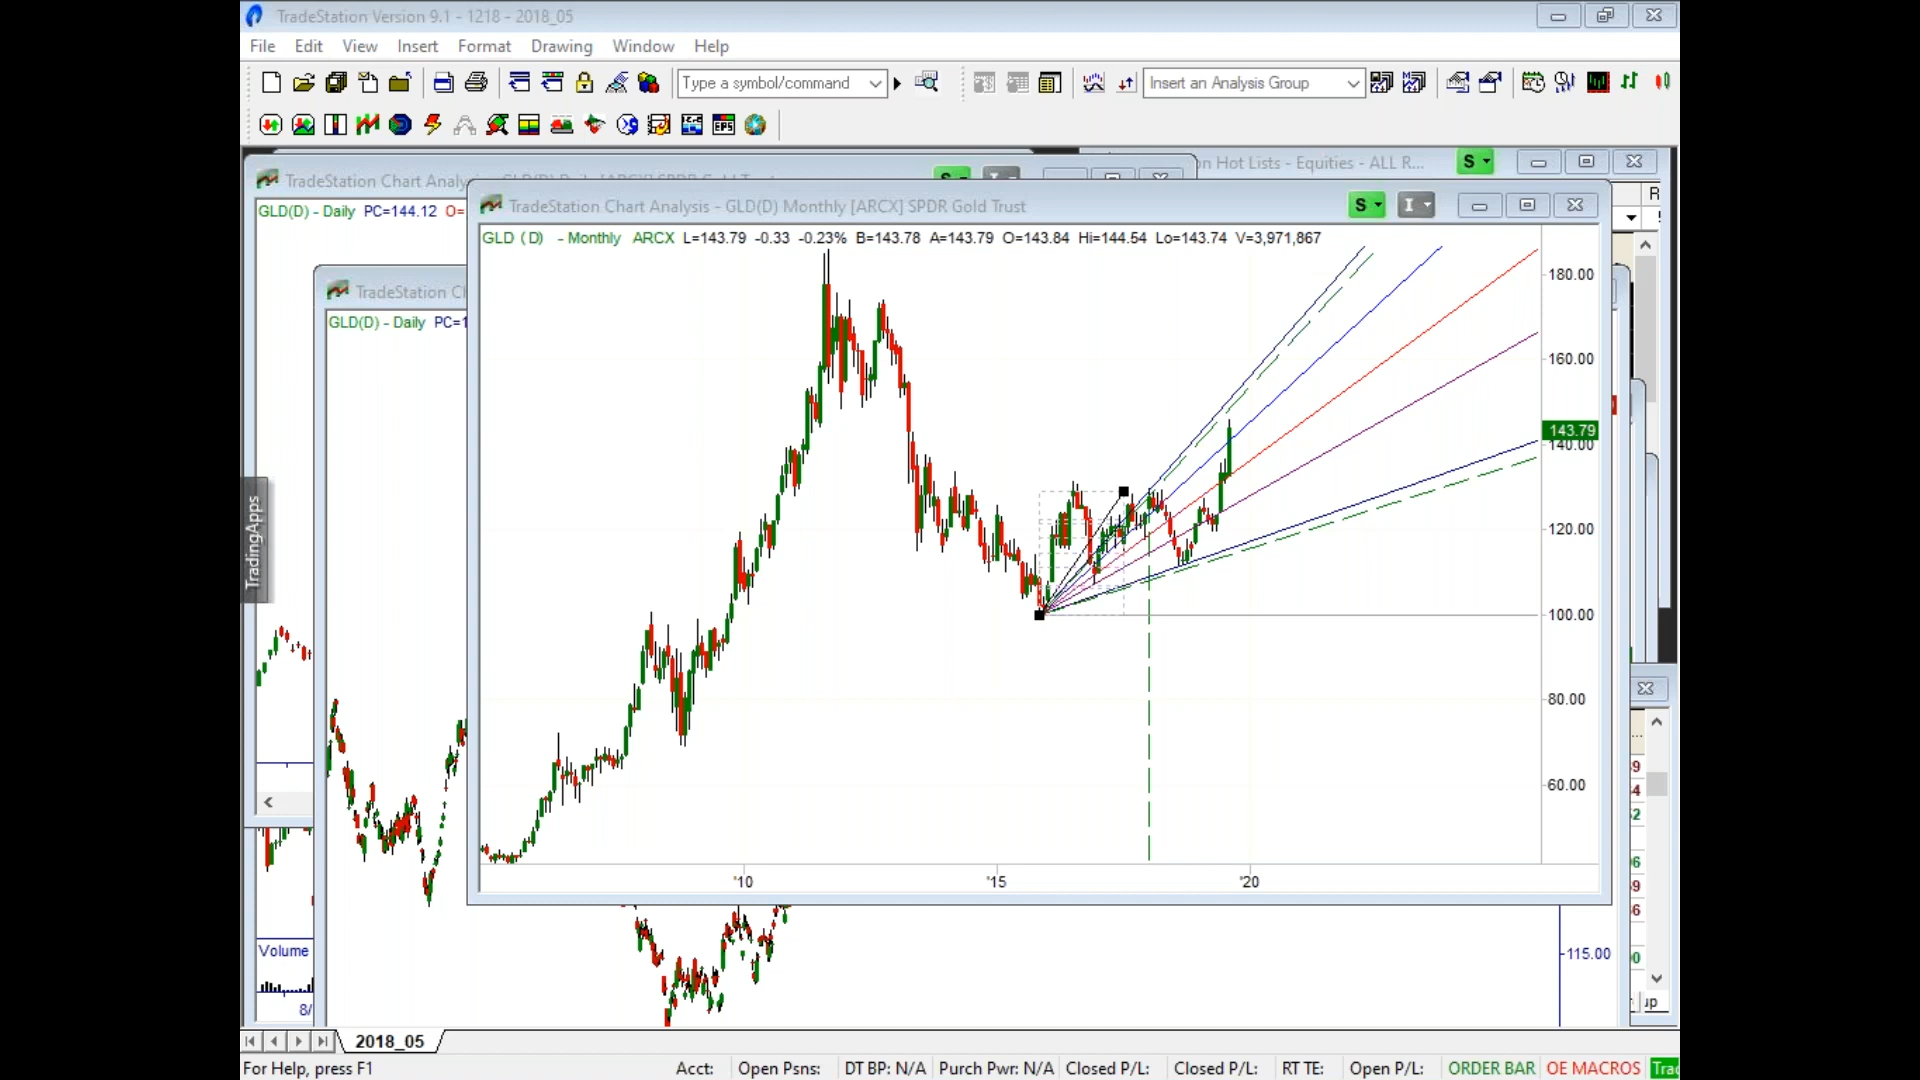 TradeStation Version 9.1 - 1218 - 2018_05
File Edit View Insert Format Drawing Window Help
Type a symbol/command
Insert an Analysis Group
EPS
n Hot Lists - Equities - ALL R... S
TradeStation Chart Analys
R
TradeStation Chart Analysis - GLD(D) Monthly [ARCX] SPDR Gold Trust S I
GLD(D) - Daily PC=144.12 O=
GLD (D) - Monthly ARCX L=143.79 -0.33 -0.23% B=143.78 A=143.79 O=143.84 Hi=144.54 Lo=143.74 V=3,971,867
180.00
TradeStation Cl
GLD(D) - Daily PC=1
160.00
143.79
140.00
120.00
TradingApps
100.00
80.00
60.00
'10 '15 '20
Volume
115.00
8/
up
2018_05
For Help, press F1 Acct: Open Psns: DT BP: N/A Purch Pwr: N/A Closed P/L: Closed P/L: RT TE: Open P/L: ORDER BAR OE MACROS Trac